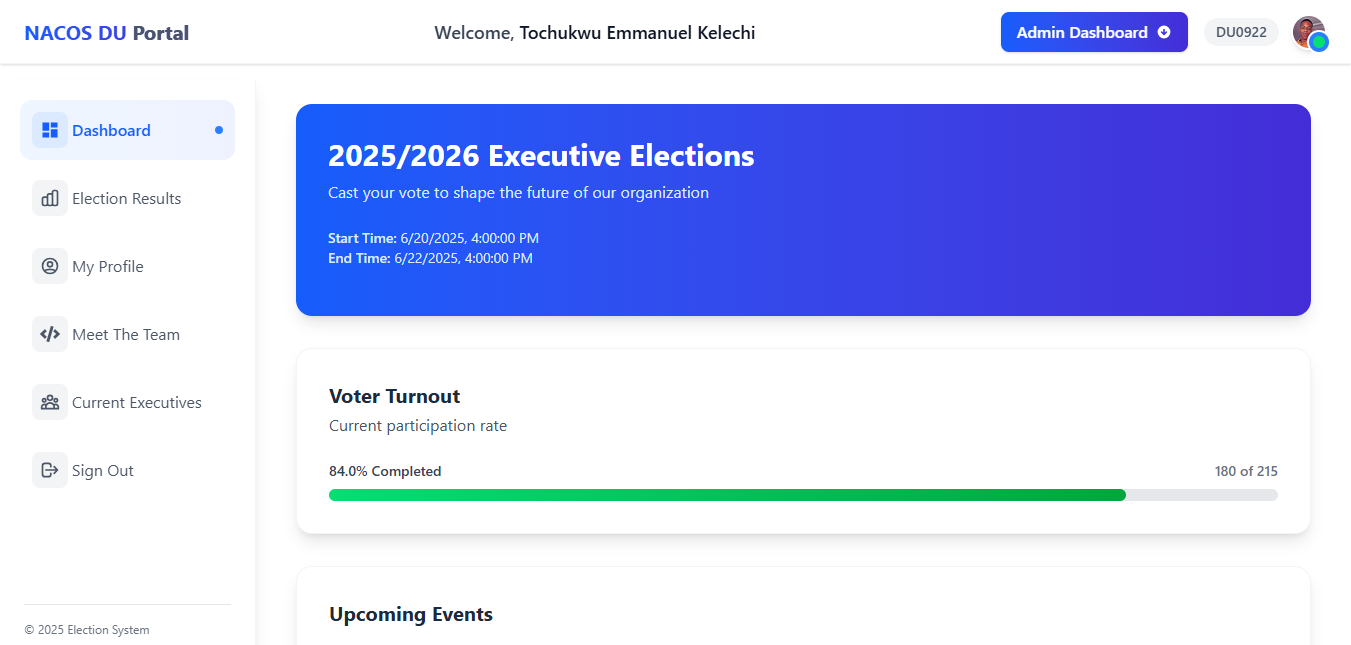 NACOS DU Portal
Welcome, Tochukwu Emmanuel Kelechi
Admin Dashboard
DU0922
Dashboard
Election Results
My Profile
Meet The Team
Current Executives
Sign Out
© 2025 Election System
2025/2026 Executive Elections
Cast your vote to shape the future of our organization
Start Time: 6/20/2025, 4:00:00 PM
End Time: 6/22/2025, 4:00:00 PM
Voter Turnout
Current participation rate
84.0% Completed
180 of 215
Upcoming Events